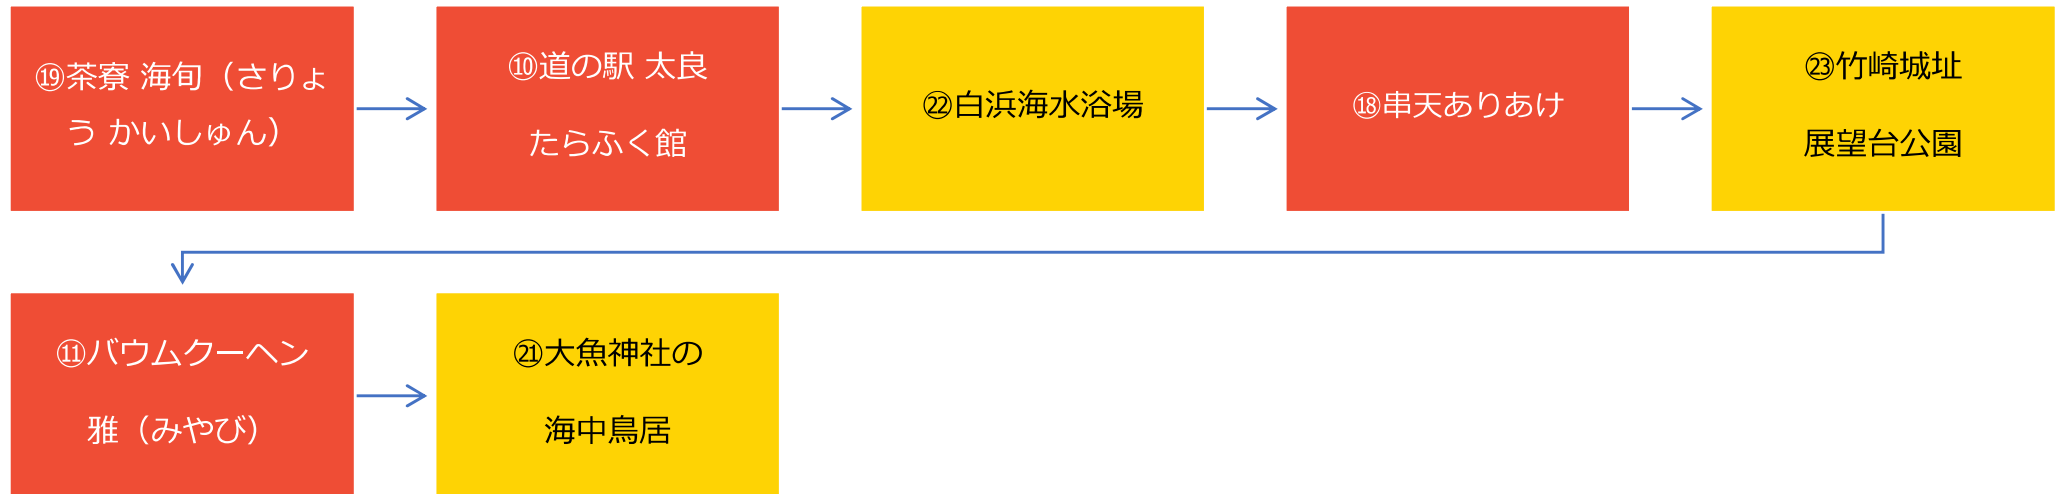 ⑲茶寮 海旬（さりょ
う かいしゅん）
⑩道の駅 太良
たらふく館
㉒白浜海水浴場
⑱串天ありあけ
㉓竹崎城址
展望台公園
⑪バウムクーヘン
雅（みやび）
㉑大魚神社の
海中鳥居